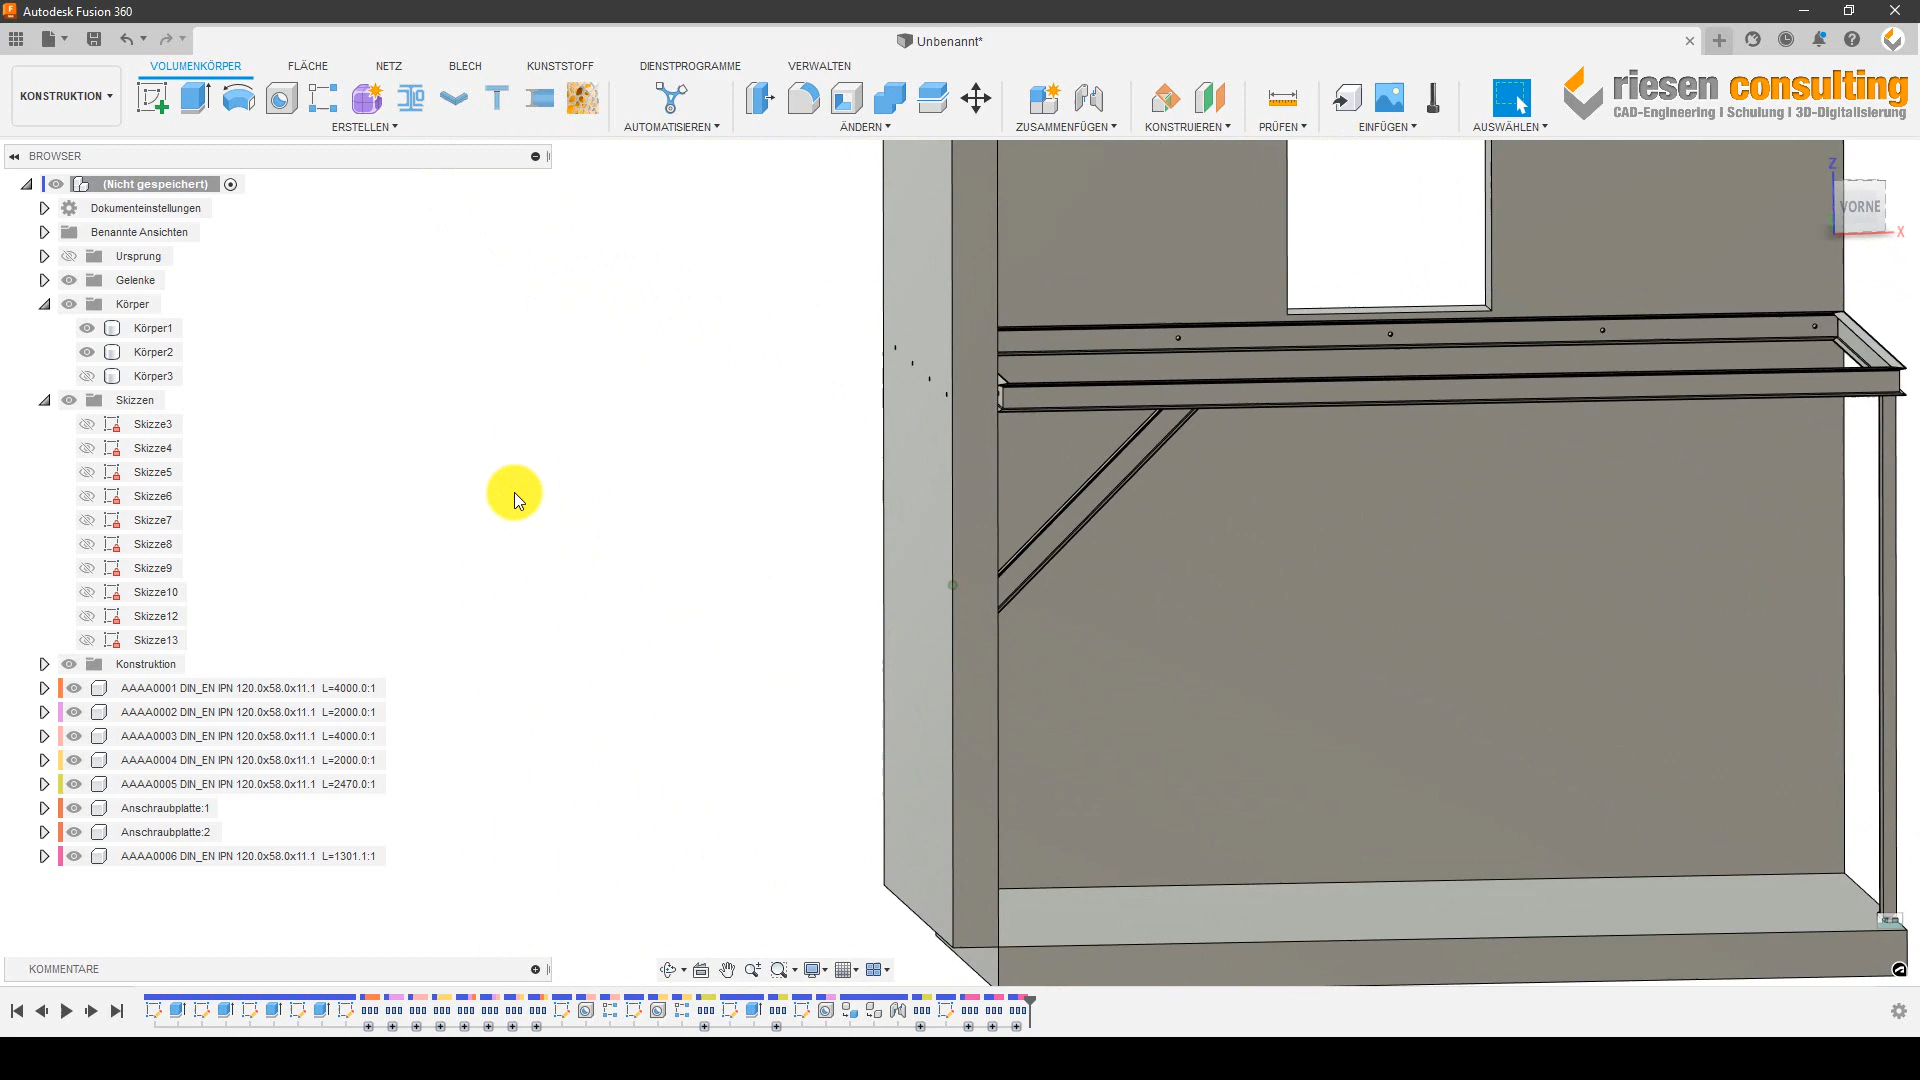 Autodesk Fusion 360
Unbenannt*
KONSTRUKTION
VOLUMENKÖRPER
FLÄCHE
NETZ
BLECH
KUNSTSTOFF
DIENSTPROGRAMME
VERWALTEN
ERSTELLEN
AUTOMATISIEREN
ÄNDERN
ZUSAMMENFÜGEN
KONSTRUIEREN
PRÜFEN
EINFÜGEN
AUSWÄHLEN
riesen consulting
CAD-Engineering I Schulung I 3D-Digitalisierung
BROWSER
(Nicht gespeichert)
Dokumenteinstellungen
Benannte Ansichten
Ursprung
Gelenke
Körper
Körper1
Körper2
Körper3
Skizzen
Skizze3
Skizze4
Skizze5
Skizze6
Skizze7
Skizze8
Skizze9
Skizze10
Skizze12
Skizze13
Konstruktion
AAAA0001 DIN_EN IPN 120.0x58.0x11.1 L=4000.0:1
AAAA0002 DIN_EN IPN 120.0x58.0x11.1 L=2000.0:1
AAAA0003 DIN_EN IPN 120.0x58.0x11.1 L=4000.0:1
AAAA0004 DIN_EN IPN 120.0x58.0x11.1 L=2000.0:1
AAAA0005 DIN_EN IPN 120.0x58.0x11.1 L=2470.0:1
Anschraubplatte:1
Anschraubplatte:2
AAAA0006 DIN_EN IPN 120.0x58.0x11.1 L=1301.1:1
Z
VORNE
X
KOMMENTARE